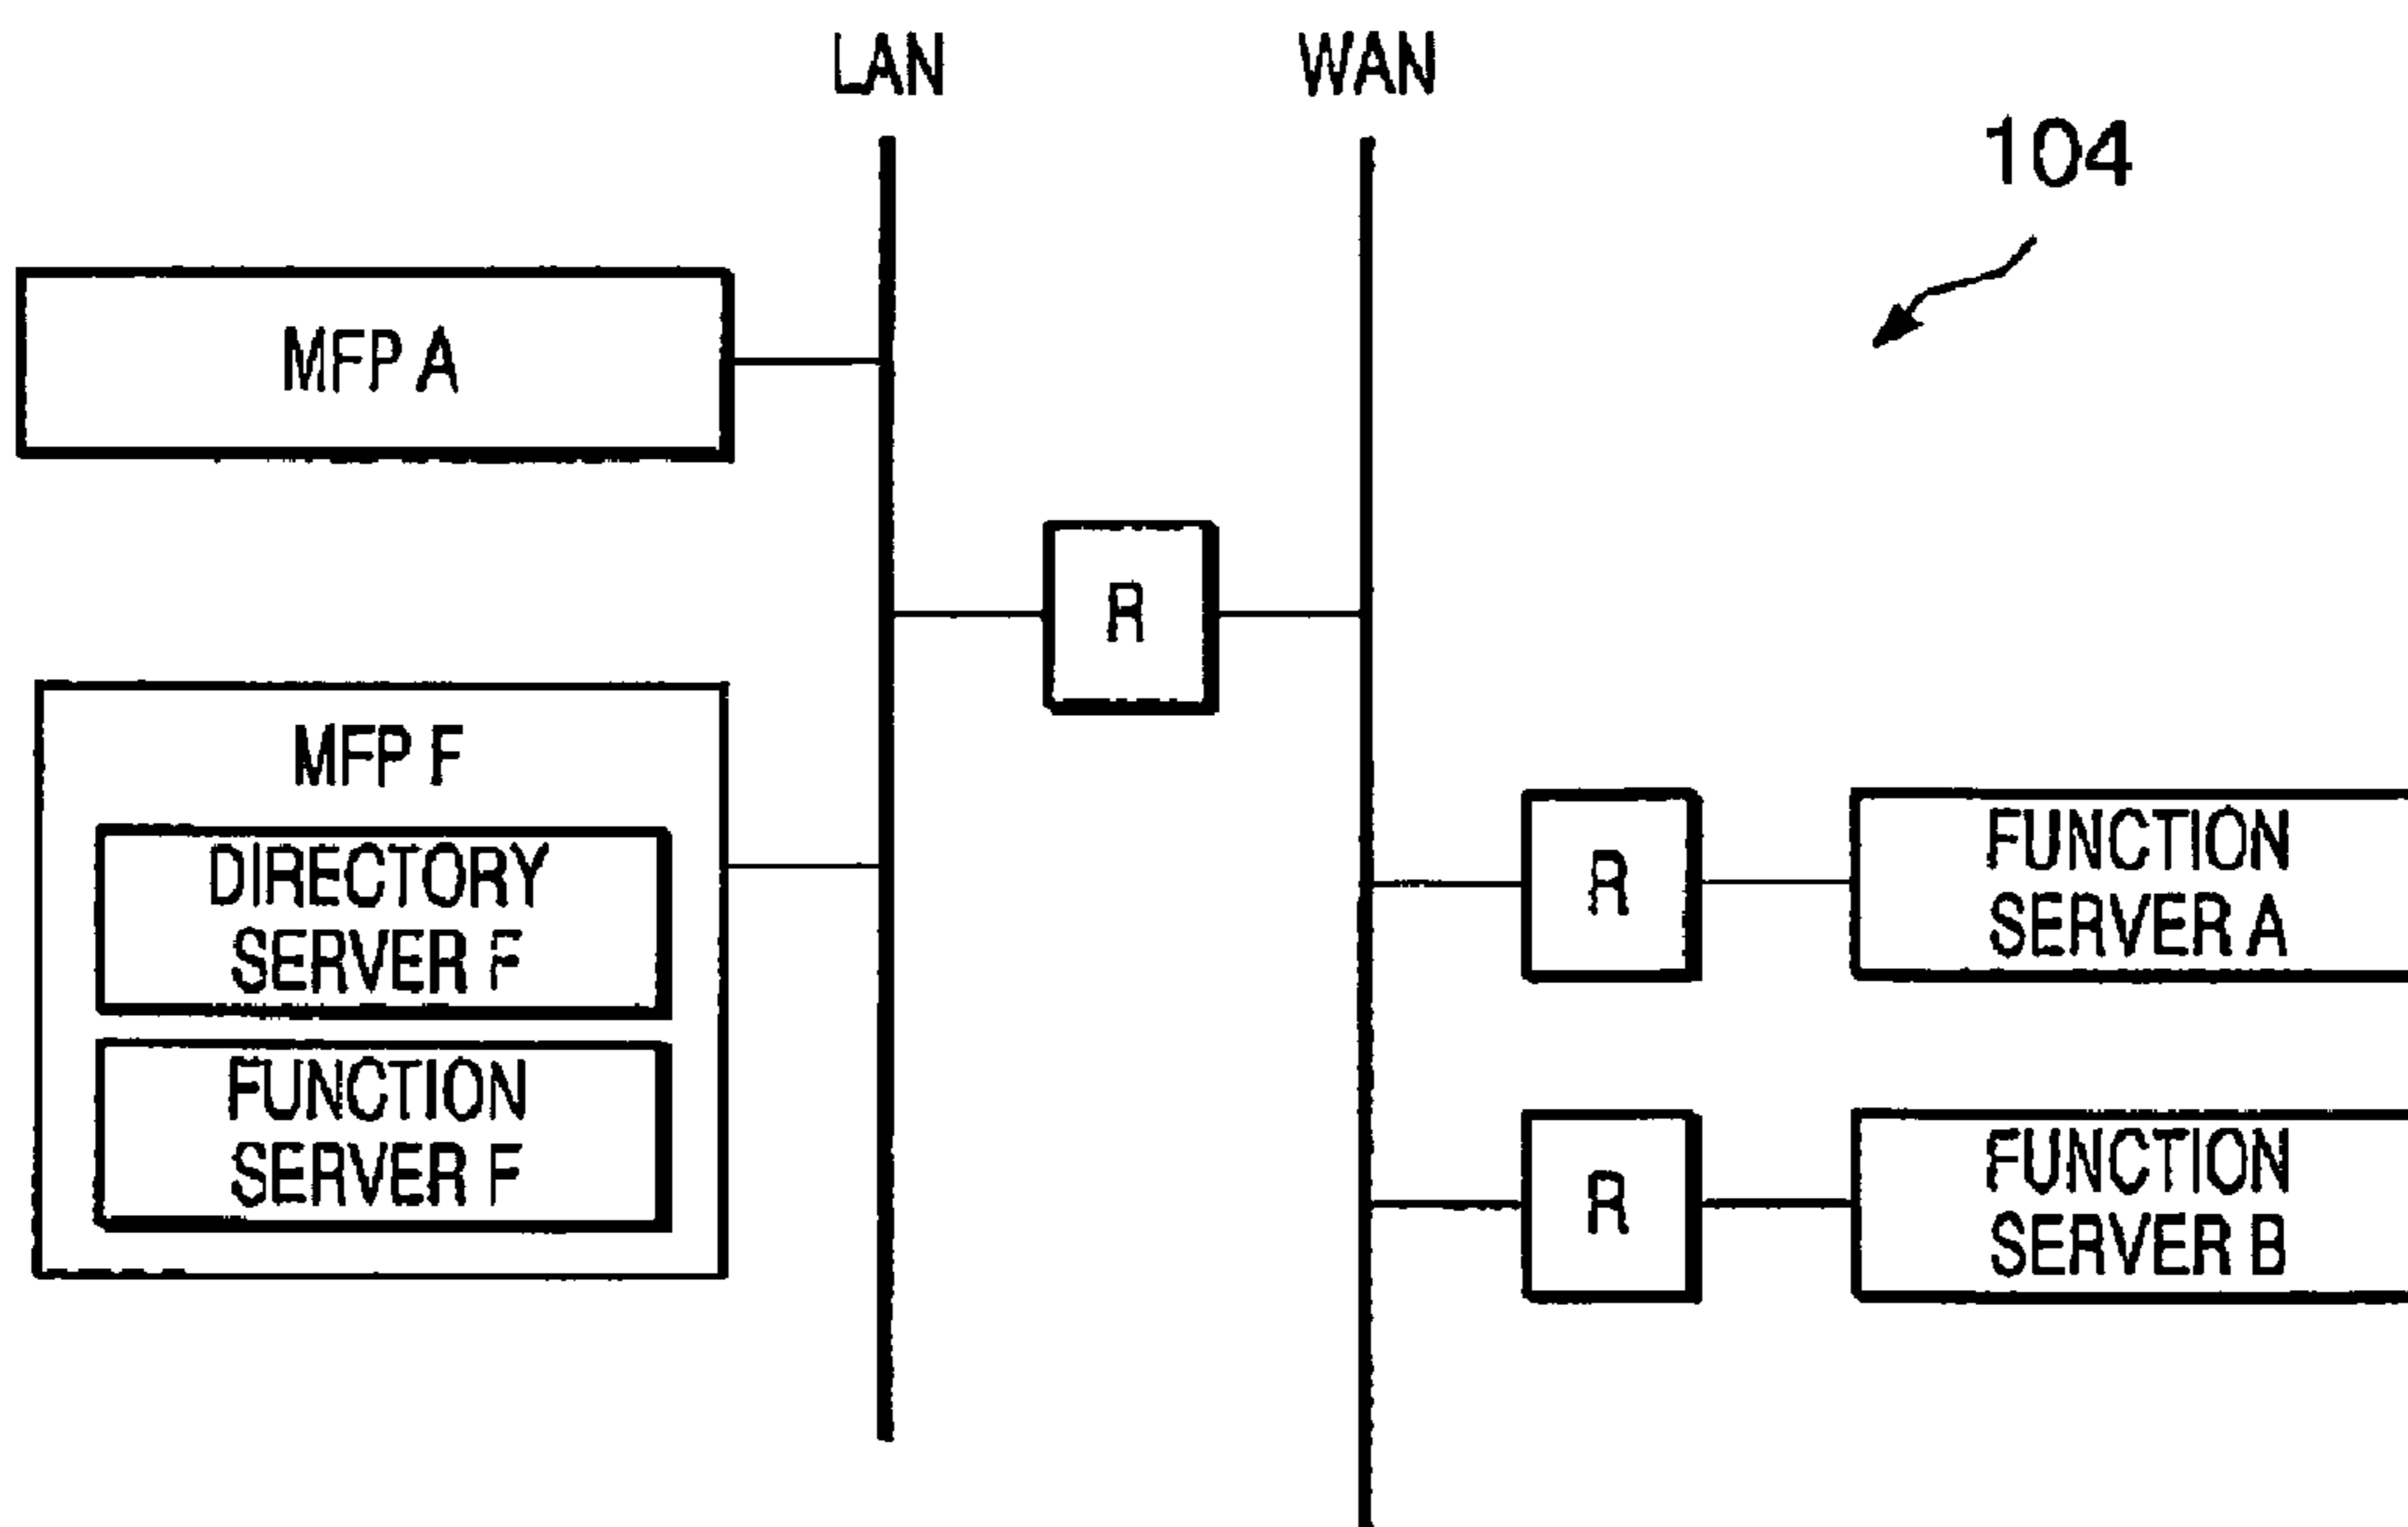 LAN
WAN
104
MFP A
R
MFP F
DIRECTORY
SERVER F
FUNCTION
SERVER F
R
FUNCTION
SERVER A
R
FUNCTION
SERVER B